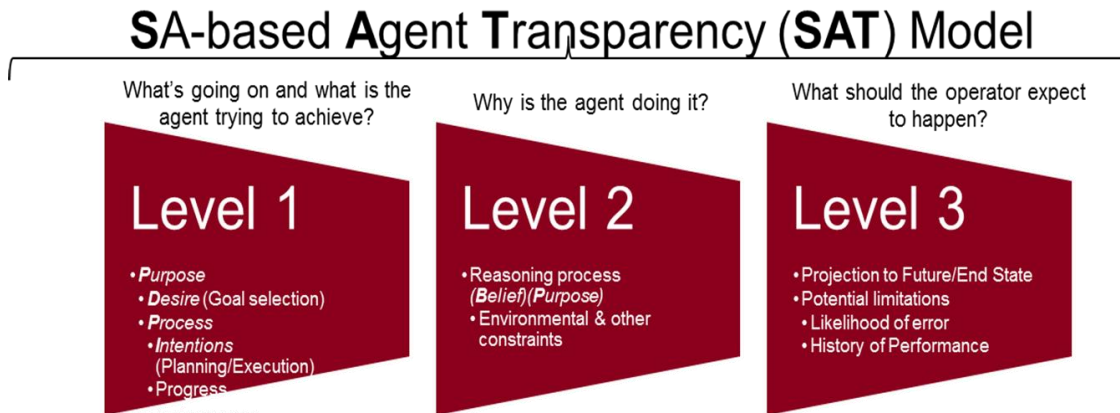 SA-based Agent Transparency (SAT) Model
What's going on and what is the
agent trying to achieve?
Level 1
•Purpose
•Desire (Goal selection)
•Process
•Intentions
(Planning/Execution)
•Progress
Why is the agent doing it?
Level 2
•Reasoning process
(Belief)(Purpose)
•Environmental & other
constraints
What should the operator expect
to happen?
Level 3
•Projection to Future/End State
•Potential limitations
•Likelihood of error
•History of Performance